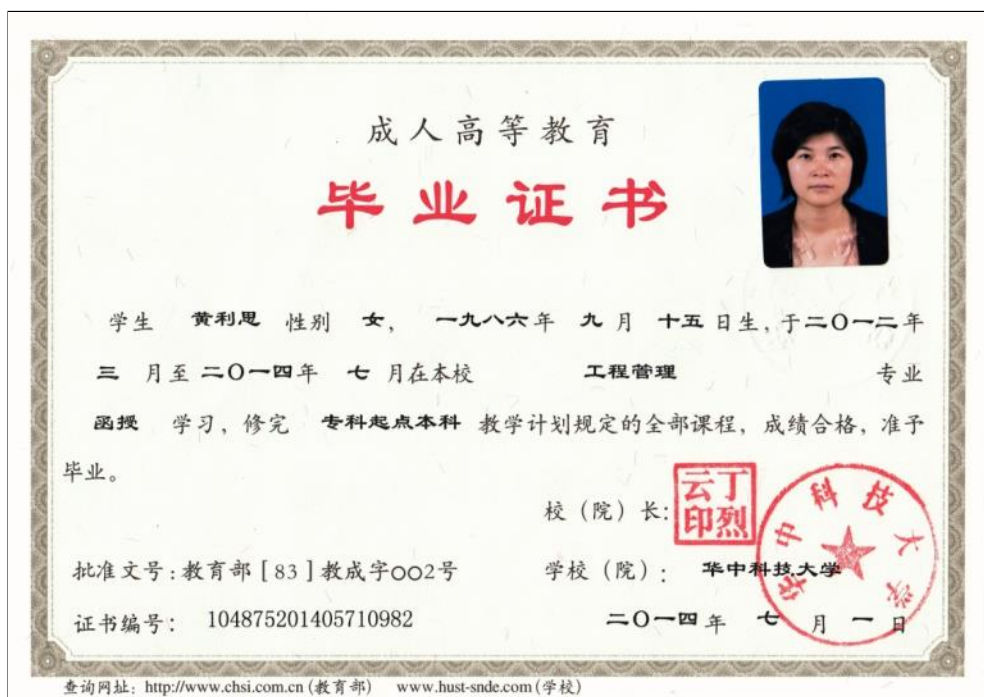 成人高等教育
毕业证书
学生 黄利思 性别 女， 一九八六年 九 月 十五 日生，于二〇一二年
三 月至二〇一四年 七 月在本校 工程管理 专业
函授 学习，修完 专科起点本科 教学计划规定的全部课程，成绩合格，准予
毕业。
校（院）长：
云丁
印烈
批准文号：教育部［83］教成字○○2号
学校（院）： 华中科技大学
华中科技大学
证书编号： 104875201405710982
二〇一四年 七 月 一 日
查询网址：http://www.chsi.com.cn(教育部) www.hust-snde.com(学校)